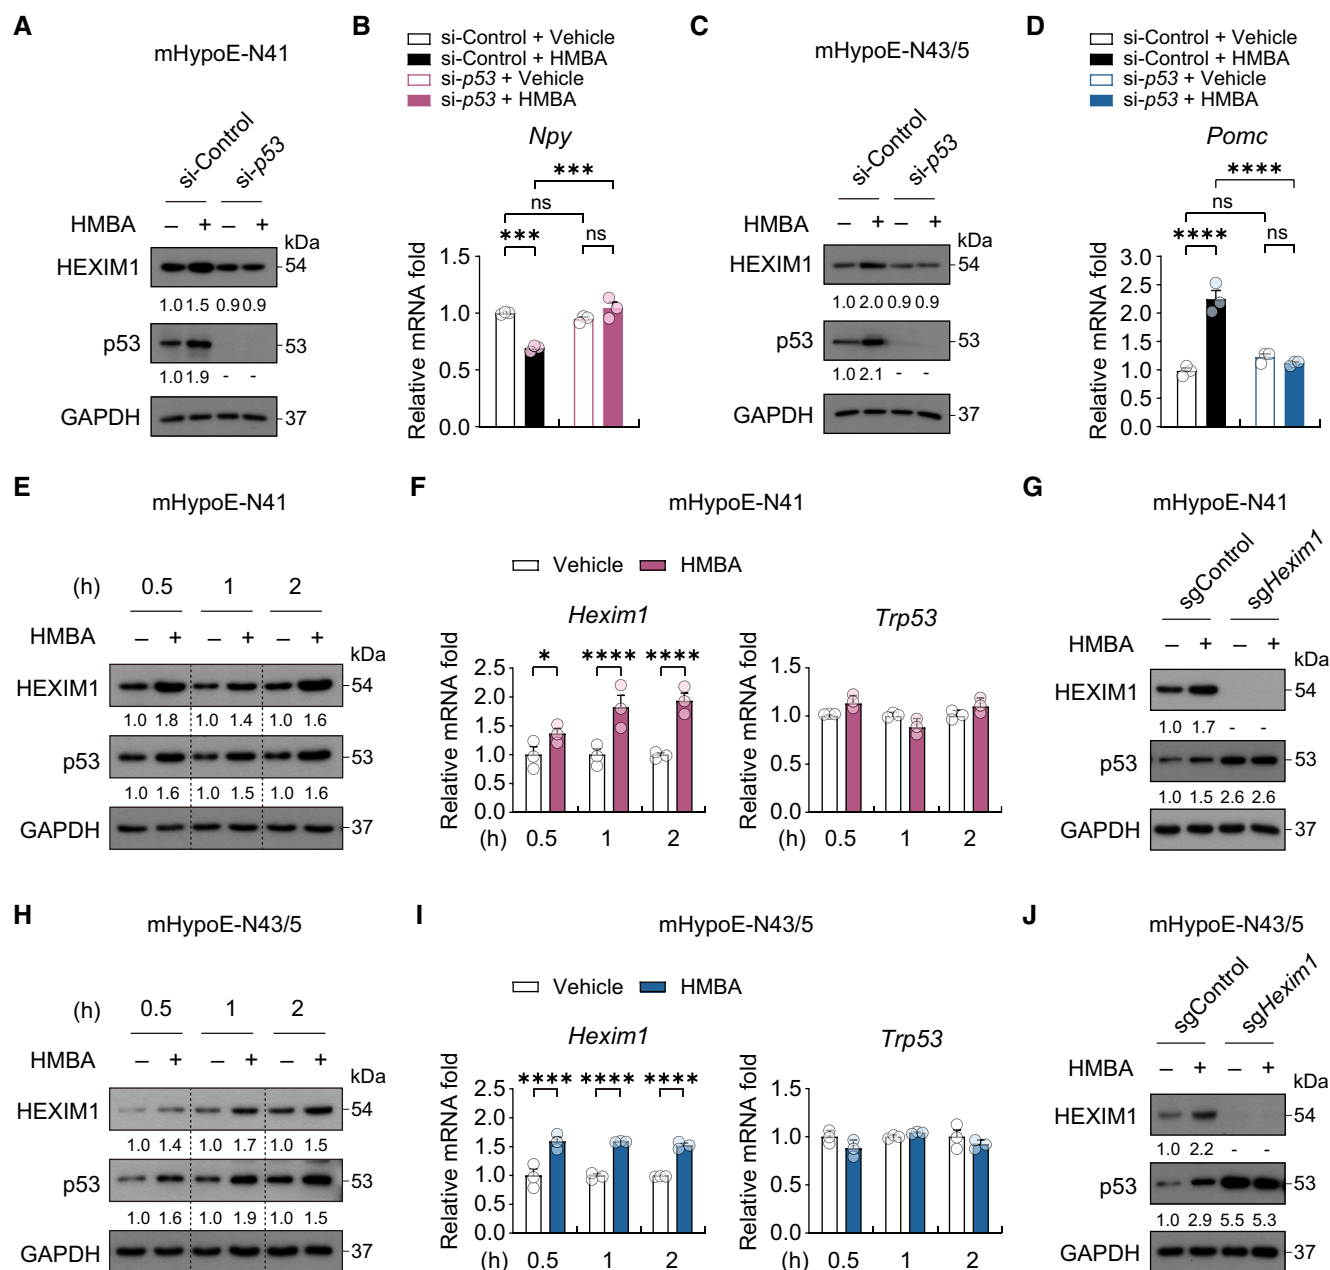 A
mHypoE-N41
si-Control
si-p53
HMBA – + – +
kDa
HEXIM1 54
1.0 1.5 0.9 0.9
p53 53
1.0 1.9 - -
GAPDH 37
B
si-Control + Vehicle
si-Control + HMBA
si-p53 + Vehicle
si-p53 + HMBA
Npy
***
ns
*** ns
Relative mRNA fold
1.5
1.0
0.5
0.0
C
mHypoE-N43/5
si-Control
si-p53
HMBA – + – +
kDa
HEXIM1 54
1.0 2.0 0.9 0.9
p53 53
1.0 2.1 - -
GAPDH 37
D
si-Control + Vehicle
si-Control + HMBA
si-p53 + Vehicle
si-p53 + HMBA
Pomc
****
ns
**** ns
Relative mRNA fold
3.0
2.5
2.0
1.5
1.0
0.5
0.0
E
mHypoE-N41
(h) 0.5 1 2
HMBA – + – + – +
kDa
HEXIM1 54
1.0 1.8 1.0 1.4 1.0 1.6
p53 53
1.0 1.6 1.0 1.5 1.0 1.6
GAPDH 37
F
mHypoE-N41
Vehicle HMBA
Hexim1
* **** ****
Relative mRNA fold
2.5
2.0
1.5
1.0
0.5
0.0
(h) 0.5 1 2
Trp53
Relative mRNA fold
1.5
1.0
0.5
0.0
(h) 0.5 1 2
G
mHypoE-N41
sgControl
sgHexim1
HMBA – + – +
kDa
HEXIM1 54
1.0 1.7 - -
p53 53
1.0 1.5 2.6 2.6
GAPDH 37
H
mHypoE-N43/5
(h) 0.5 1 2
HMBA – + – + – +
kDa
HEXIM1 54
1.0 1.4 1.0 1.7 1.0 1.5
p53 53
1.0 1.6 1.0 1.9 1.0 1.5
GAPDH 37
I
mHypoE-N43/5
Vehicle HMBA
Hexim1
**** **** ****
Relative mRNA fold
2.5
2.0
1.5
1.0
0.5
0.0
(h) 0.5 1 2
Trp53
Relative mRNA fold
1.5
1.0
0.5
0.0
(h) 0.5 1 2
J
mHypoE-N43/5
sgControl
sgHexim1
HMBA – + – +
kDa
HEXIM1 54
1.0 2.2 - -
p53 53
1.0 2.9 5.5 5.3
GAPDH 37